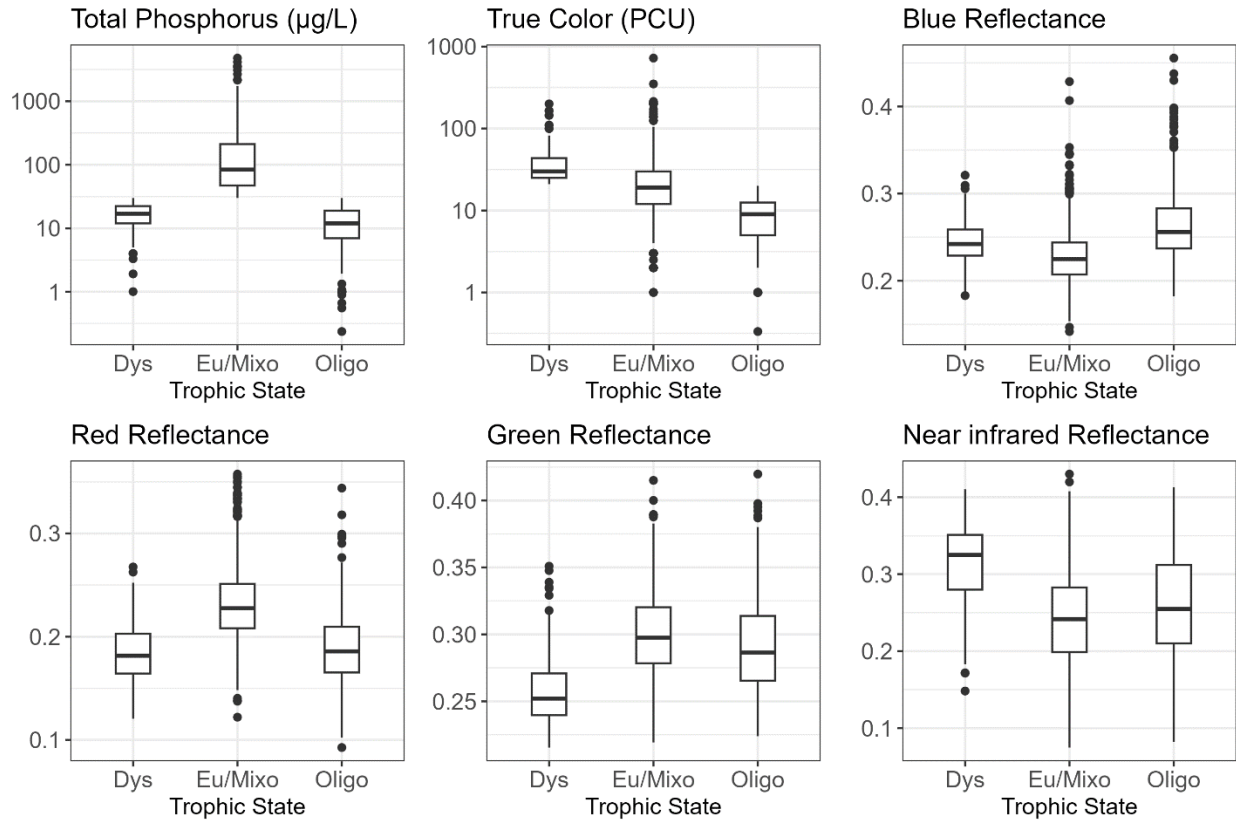 Total Phosphorus (µg/L)
1000
100
10
1
Dys Eu/Mixo Oligo
Trophic State
True Color (PCU)
1000
100
10
1
Dys Eu/Mixo Oligo
Trophic State
Blue Reflectance
0.4
0.3
0.2
Dys Eu/Mixo Oligo
Trophic State
Red Reflectance
0.3
0.2
0.1
Dys Eu/Mixo Oligo
Trophic State
Green Reflectance
0.40
0.35
0.30
0.25
Dys Eu/Mixo Oligo
Trophic State
Near infrared Reflectance
0.4
0.3
0.2
0.1
Dys Eu/Mixo Oligo
Trophic State